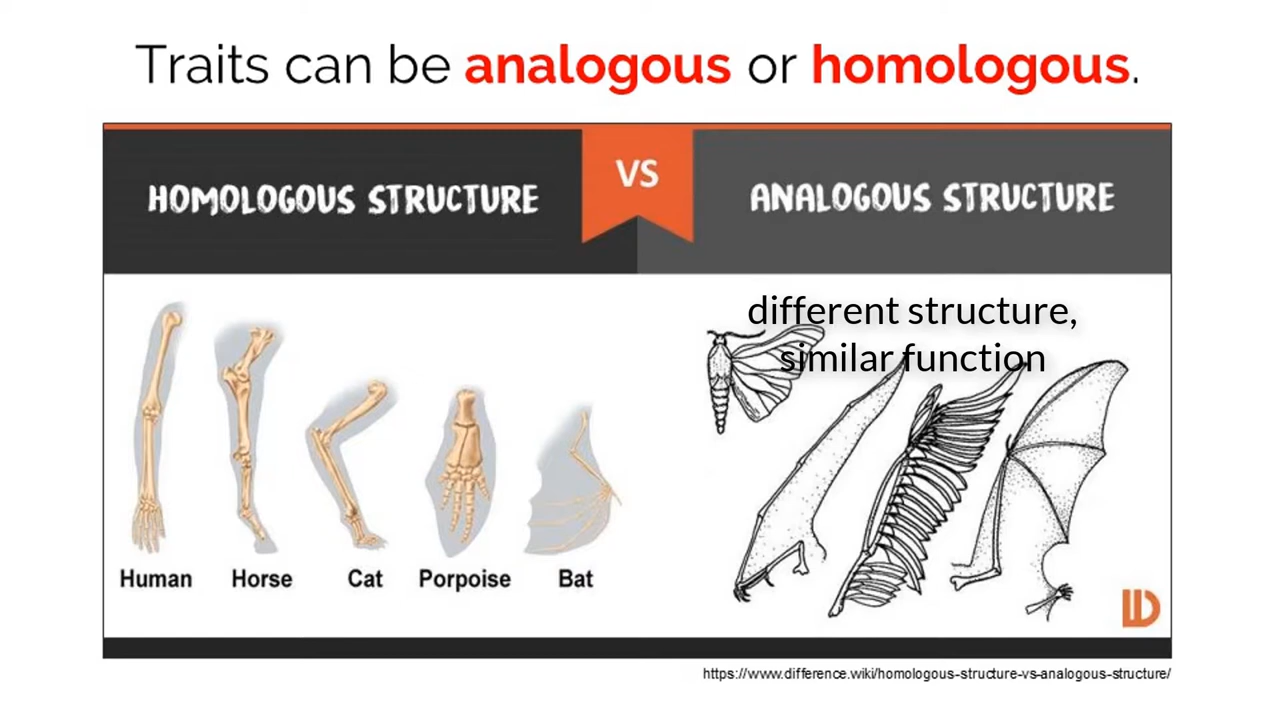 Traits can be analogous or homologous.
VS
HOMOLOGOUS STRUCTURE
ANALOGOUS STRUCTURE
different structure,
similar function
Human Horse Cat Porpoise Bat
https://www.difference.wiki/homologous-structure-vs-analogous-structure/